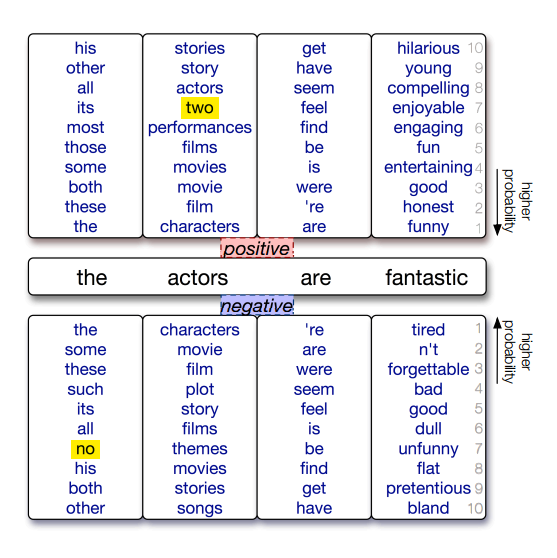 his stories get hilarious 10
other story have young 9
all actors seem compelling 8
its two feel enjoyable 7
most performances find engaging 6
those films be fun 5
some movies is entertaining 4
both movie were good 3
these film 're honest 2
the characters are funny 1
higher probability
positive
the actors are fantastic
negative
the characters 're tired 1
some movie are n't 2
these film were forgettable 3
such plot seem bad 4
its story feel good 5
all films is dull 6
no themes be unfunny 7
his movies find flat 8
both stories get pretentious 9
other songs have bland 10
higher probability